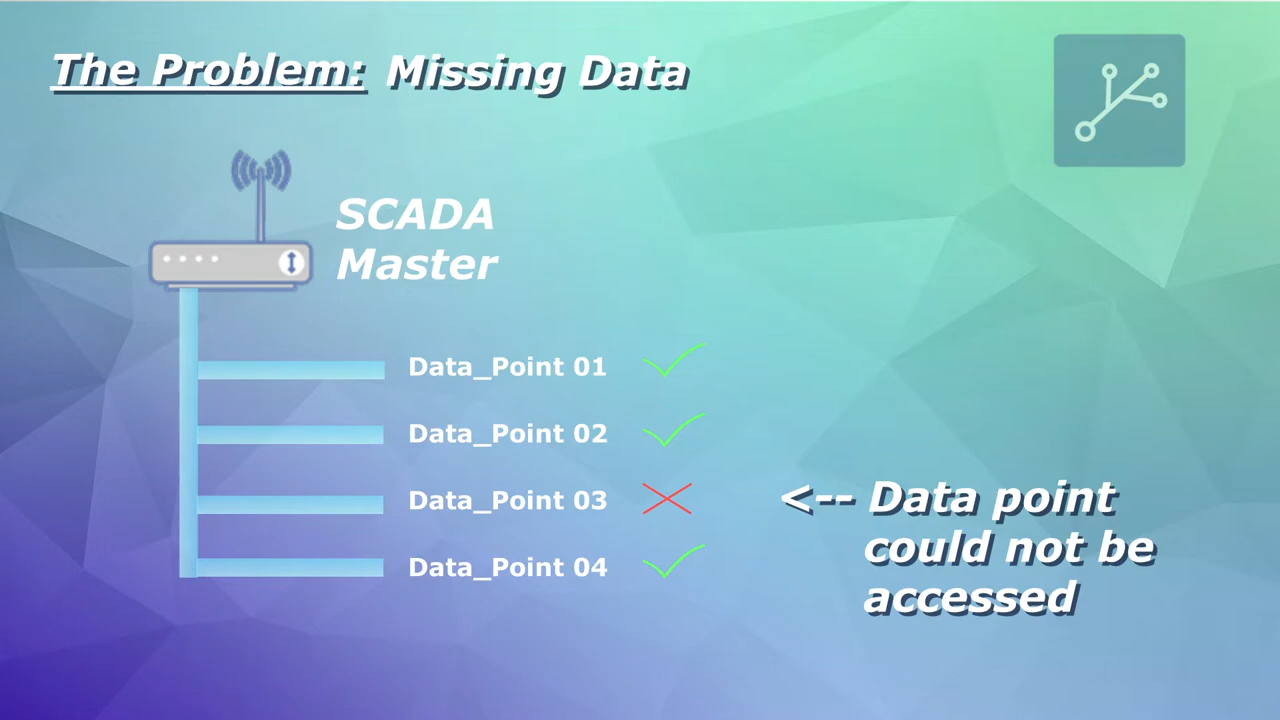 The Problem: Missing Data
SCADA
Master
Data_Point 01
Data_Point 02
Data_Point 03
<-- Data point
could not be
accessed
Data_Point 04